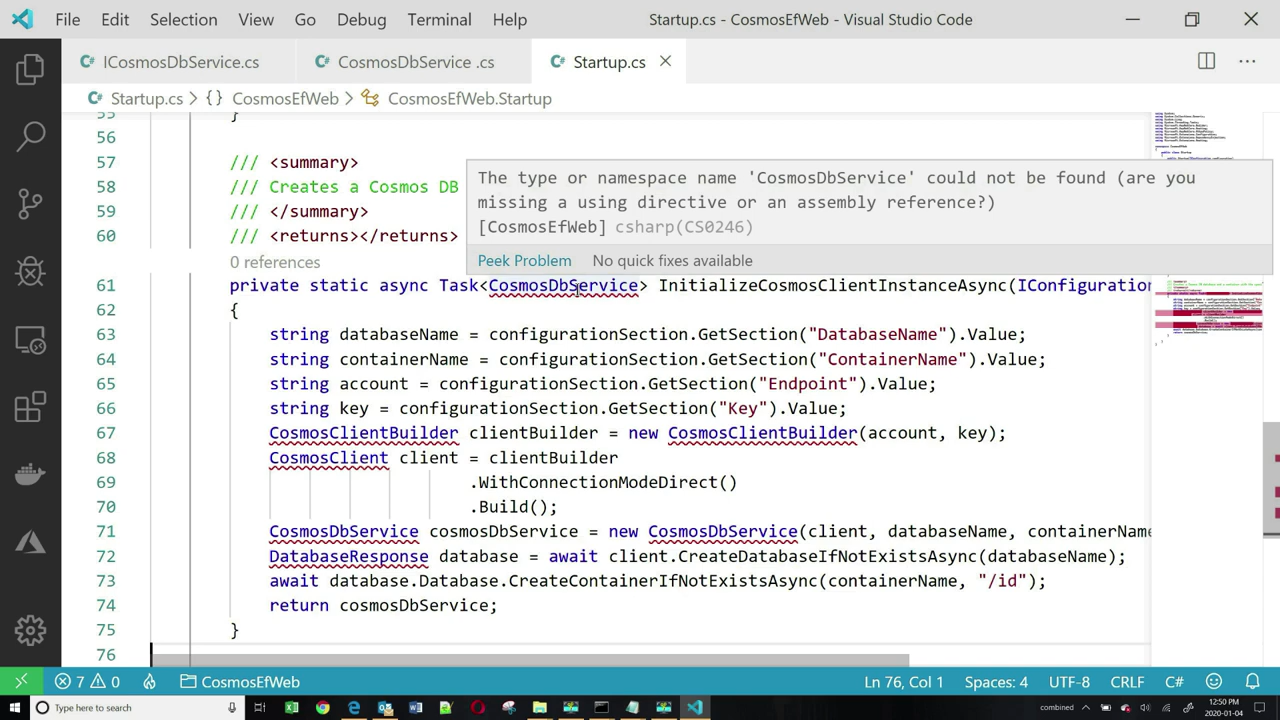 File Edit Selection View Go Debug Terminal Help Startup.cs - CosmosEfWeb - Visual Studio Code
ICosmosDbService.cs CosmosDbService .cs Startup.cs
Startup.cs {} CosmosEfWeb CosmosEfWeb.Startup
55 }
56
57 /// <summary>
58 /// Creates a Cosmos DB
59 /// </summary>
60 /// <returns></returns>
The type or namespace name 'CosmosDbService' could not be found (are you
missing a using directive or an assembly reference?)
[CosmosEfWeb] csharp(CS0246)
Peek Problem No quick fixes available
0 references
61 private static async Task<CosmosDbService> InitializeCosmosClientInstanceAsync(IConfiguration
62 {
63 string databaseName = configurationSection.GetSection("DatabaseName").Value;
64 string containerName = configurationSection.GetSection("ContainerName").Value;
65 string account = configurationSection.GetSection("Endpoint").Value;
66 string key = configurationSection.GetSection("Key").Value;
67 CosmosClientBuilder clientBuilder = new CosmosClientBuilder(account, key);
68 CosmosClient client = clientBuilder
69 .WithConnectionModeDirect()
70 .Build();
71 CosmosDbService cosmosDbService = new CosmosDbService(client, databaseName, containerName
72 DatabaseResponse database = await client.CreateDatabaseIfNotExistsAsync(databaseName);
73 await database.Database.CreateContainerIfNotExistsAsync(containerName, "/id");
74 return cosmosDbService;
75 }
76
7 0 CosmosEfWeb Ln 76, Col 1 Spaces: 4 UTF-8 CRLF C#
Type here to search combined 12:50 PM
2020-01-04